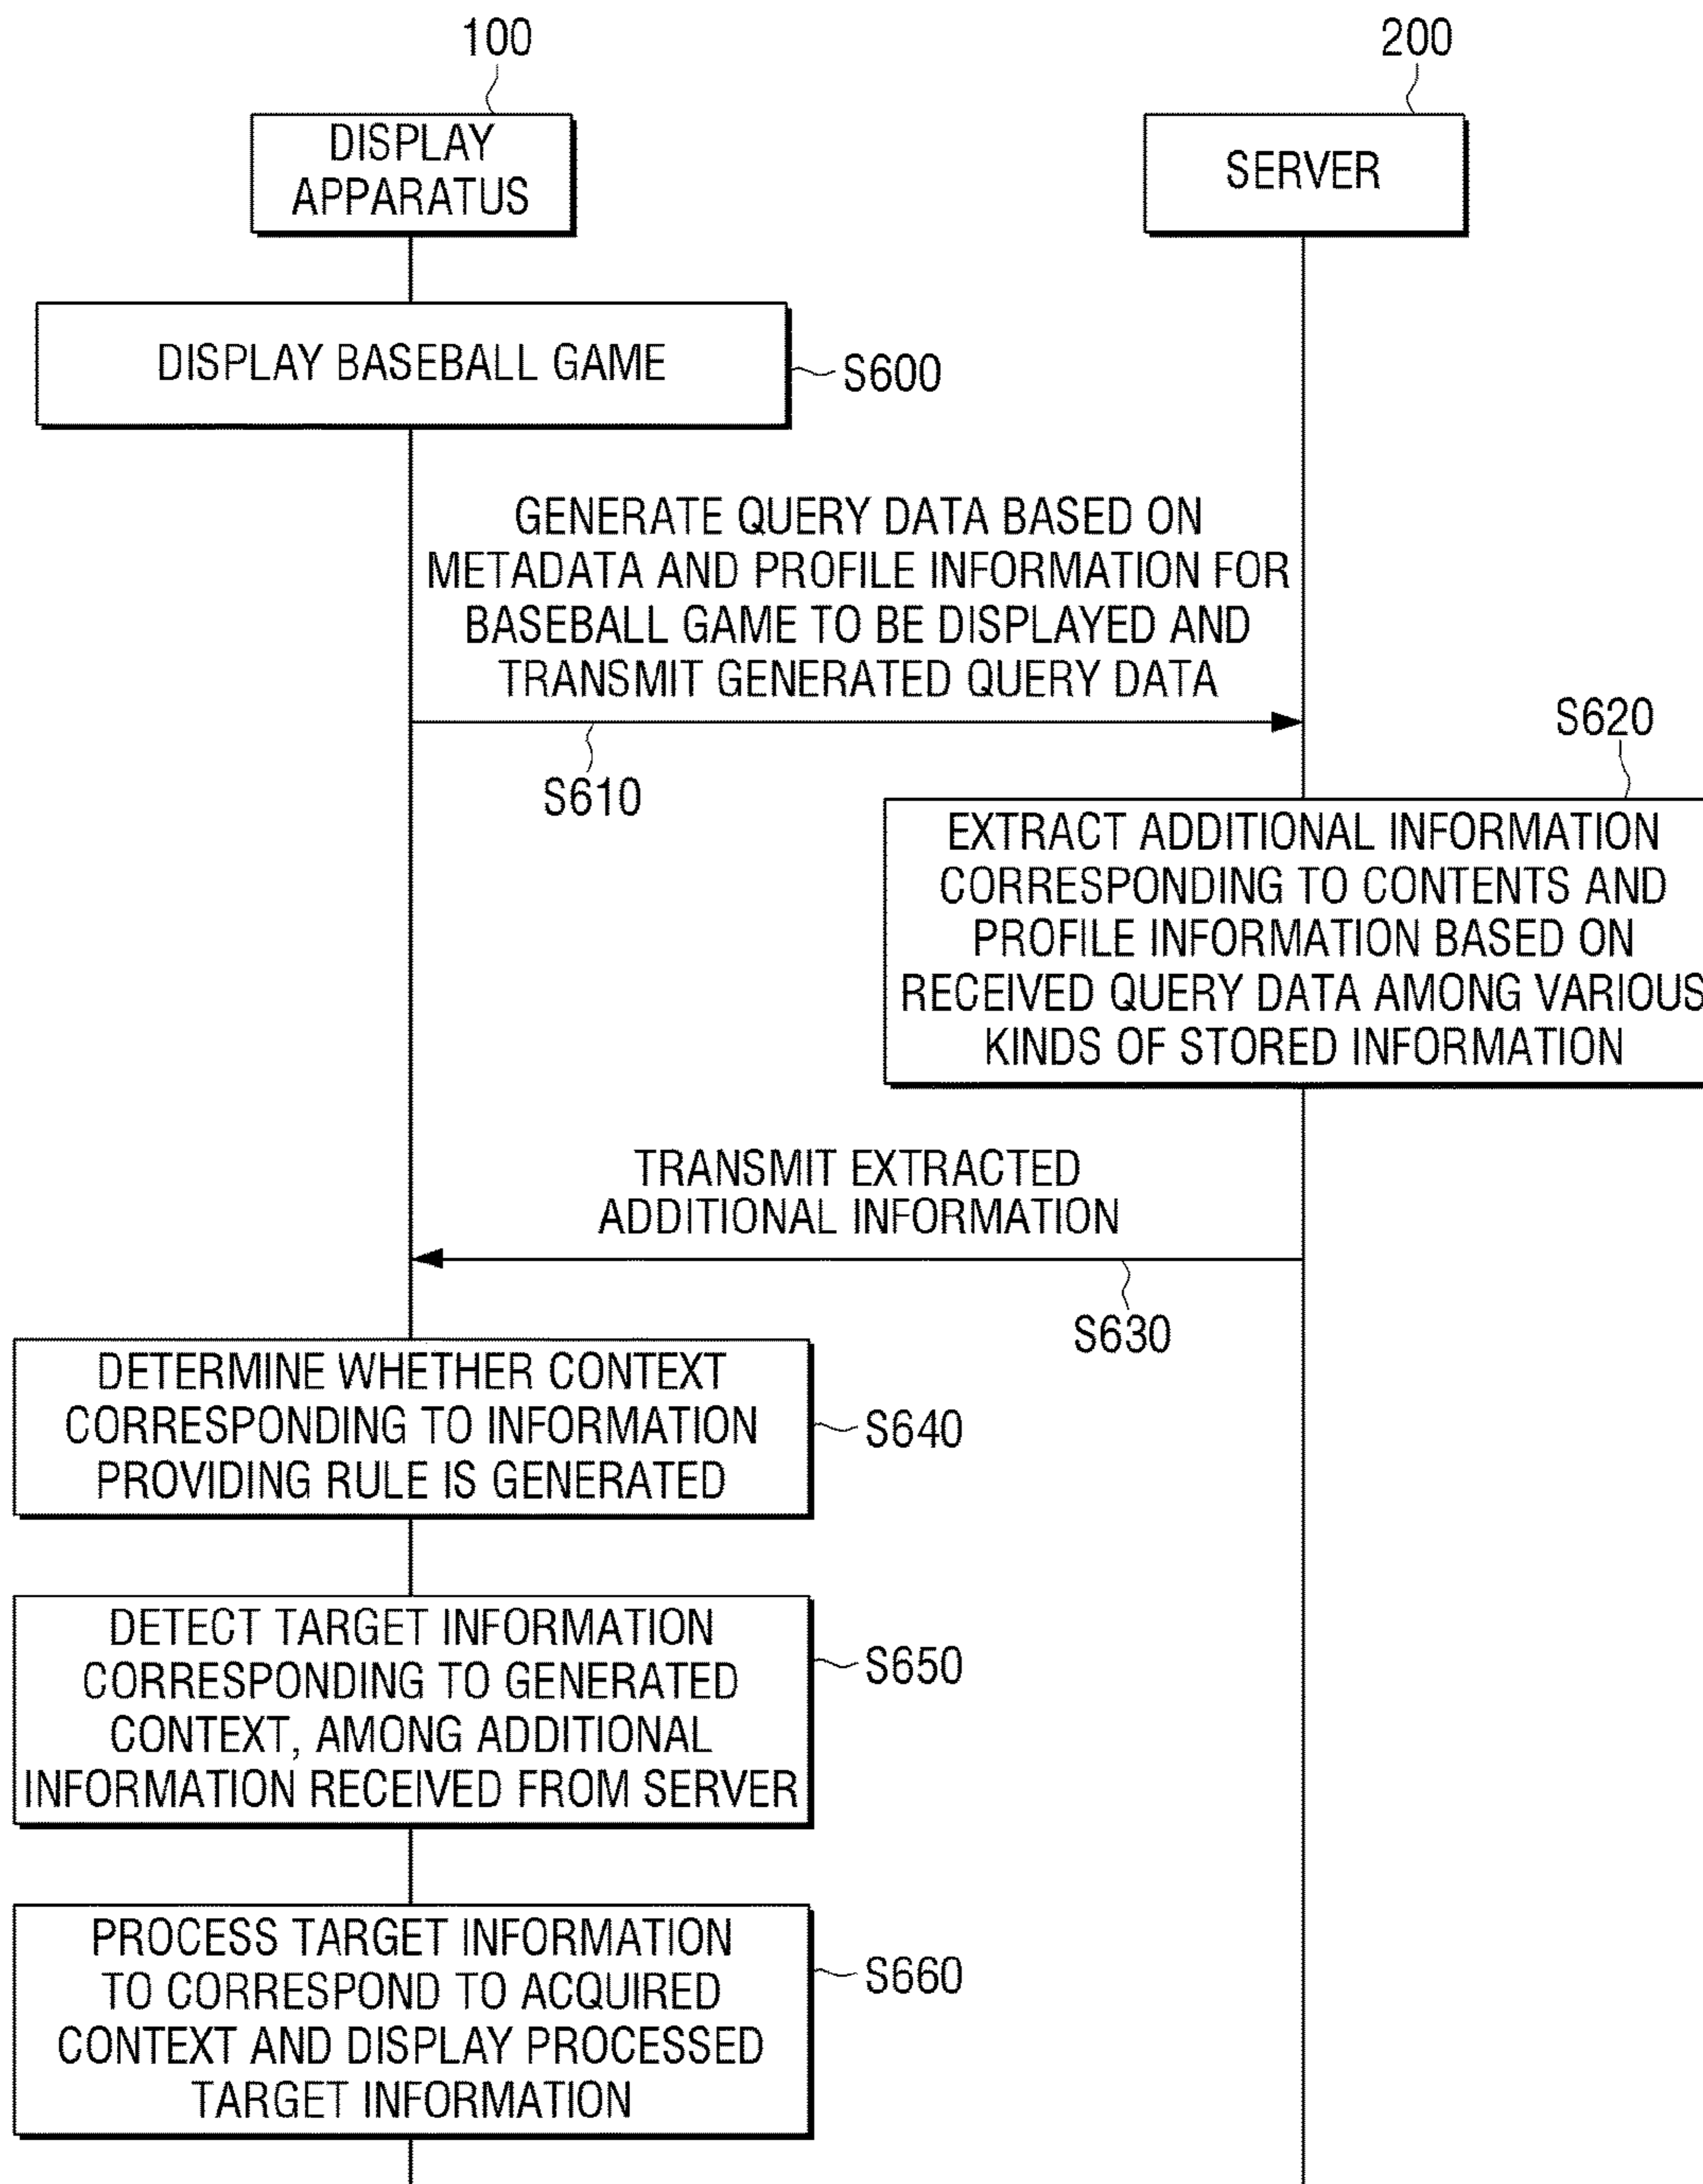 100
200
DISPLAY
APPARATUS
SERVER
DISPLAY BASEBALL GAME
S600
GENERATE QUERY DATA BASED ON
METADATA AND PROFILE INFORMATION FOR
BASEBALL GAME TO BE DISPLAYED AND
TRANSMIT GENERATED QUERY DATA
S610
S620
EXTRACT ADDITIONAL INFORMATION
CORRESPONDING TO CONTENTS AND
PROFILE INFORMATION BASED ON
RECEIVED QUERY DATA AMONG VARIOUS
KINDS OF STORED INFORMATION
TRANSMIT EXTRACTED
ADDITIONAL INFORMATION
S630
DETERMINE WHETHER CONTEXT
CORRESPONDING TO INFORMATION
PROVIDING RULE IS GENERATED
S640
DETECT TARGET INFORMATION
CORRESPONDING TO GENERATED
CONTEXT, AMONG ADDITIONAL
INFORMATION RECEIVED FROM SERVER
S650
PROCESS TARGET INFORMATION
TO CORRESPOND TO ACQUIRED
CONTEXT AND DISPLAY PROCESSED
TARGET INFORMATION
S660